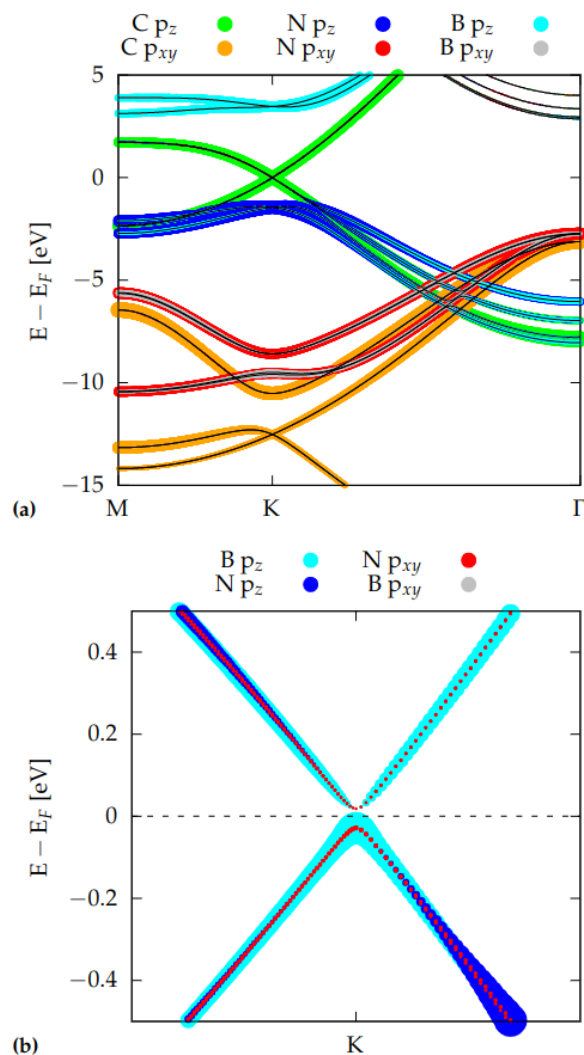 C p_z N p_z B p_z
C p_xy N p_xy B p_xy
5
0
−5
−10
−15
E − E_F [eV]
M K Γ
(a)
B p_z N p_xy
N p_z B p_xy
0.4
0.2
0
−0.2
−0.4
E − E_F [eV]
K
(b)